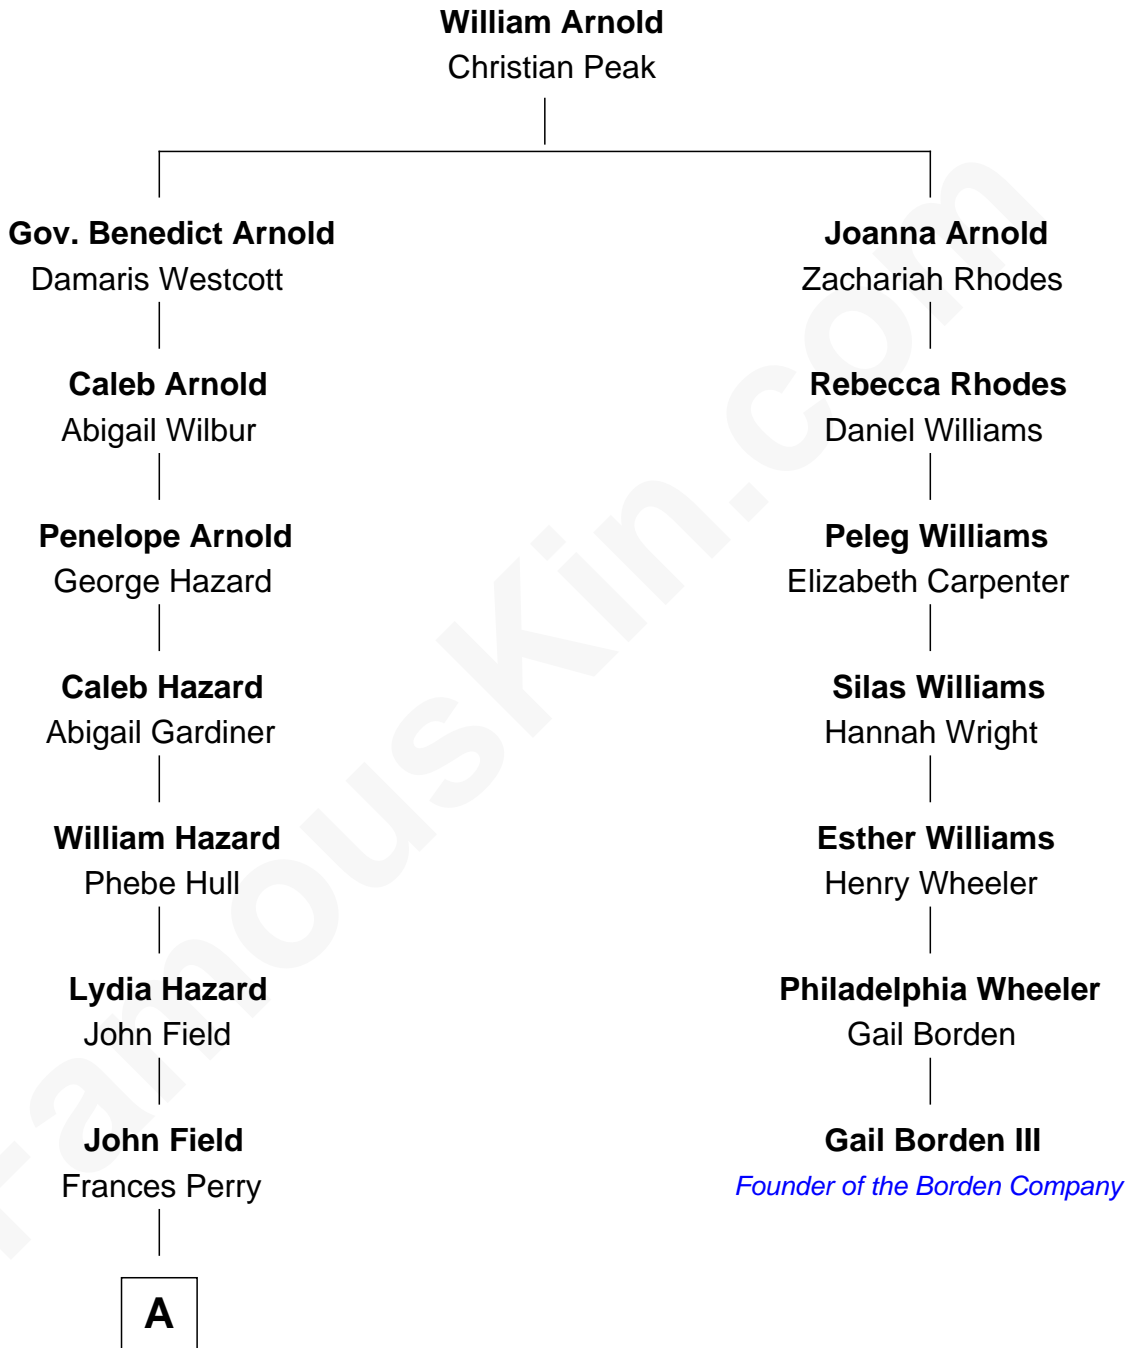 William Arnold
Christian Peak
Gov. Benedict Arnold
Damaris Westcott
Caleb Arnold
Abigail Wilbur
Penelope Arnold
George Hazard
Caleb Hazard
Abigail Gardiner
William Hazard
Phebe Hull
Lydia Hazard
John Field
John Field
Frances Perry
A
Joanna Arnold
Zachariah Rhodes
Rebecca Rhodes
Daniel Williams
Peleg Williams
Elizabeth Carpenter
Silas Williams
Hannah Wright
Esther Williams
Henry Wheeler
Philadelphia Wheeler
Gail Borden
Gail Borden III
Founder of the Borden Company
FamousKin.com